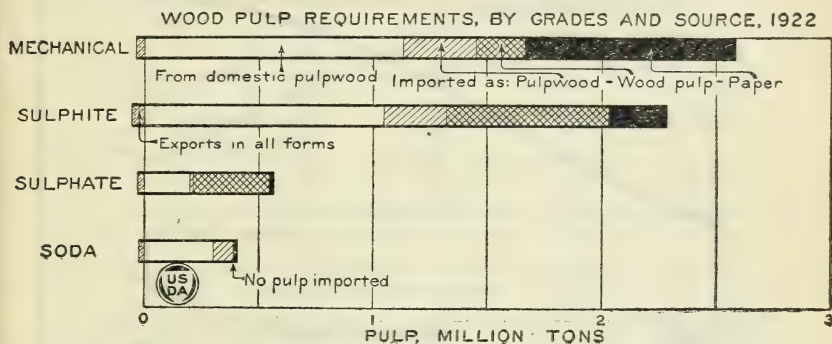 WOOD PULP REQUIREMENTS, BY GRADES AND SOURCE, 1922
MECHANICAL
From domestic pulpwood
Imported as: Pulpwood - Wood pulp - Paper
SULPHITE
Exports in all forms
SULPHATE
SODA
US
DA
No pulp imported
0 1 2 3
PULP, MILLION TONS